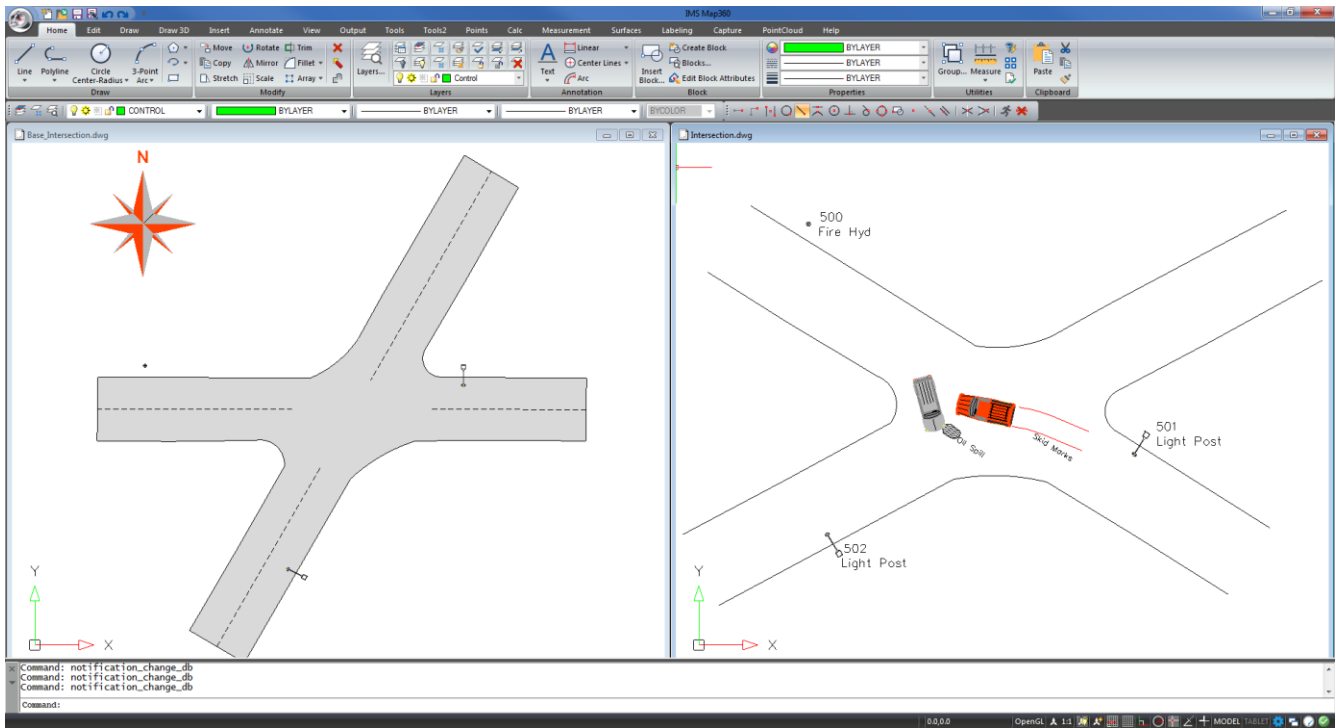 IMS Map360
Home Edit Draw Draw 3D Insert Annotate View Output Tools Tools2 Points Calc Measurement Surfaces Labeling Capture PointCloud Help
Line Polyline Circle Center-Radius 3-Point Arc
Draw
Move Rotate Trim
Copy Mirror Fillet
Stretch Scale Array
Modify
Layers...
Control
Layers
Text
Linear
Center Lines
Arc
Annotation
Insert Block...
Create Block
Blocks...
Edit Block Attributes
Block
BYLAYER
BYLAYER
BYLAYER
Properties
Group... Measure
Utilities
Paste
Clipboard
CONTROL BYLAYER BYLAYER BYLAYER BYCOLOR
Base_Intersection.dwg
N
Y
X
Intersection.dwg
500
Fire Hyd
501
Light Post
Oil Spill
Skid Marks
502
Light Post
Y
X
Command: notification_change_db
Command: notification_change_db
Command: notification_change_db
Command:
0.0,0.0 OpenGL 1:1 MODEL TABLET